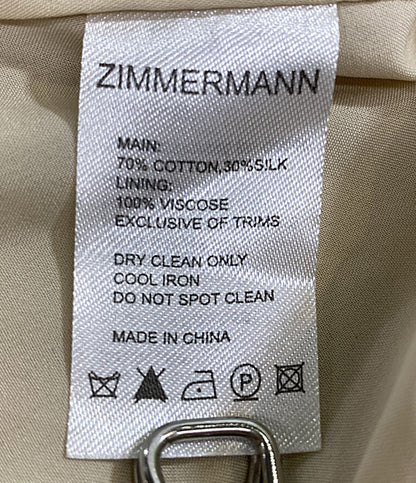 ZIMMERMANN
MAIN:
70% COTTON,30%SILK
LINING:
100% VISCOSE
EXCLUSIVE OF TRIMS
DRY CLEAN ONLY
COOL IRON
DO NOT SPOT CLEAN
MADE IN CHINA
P